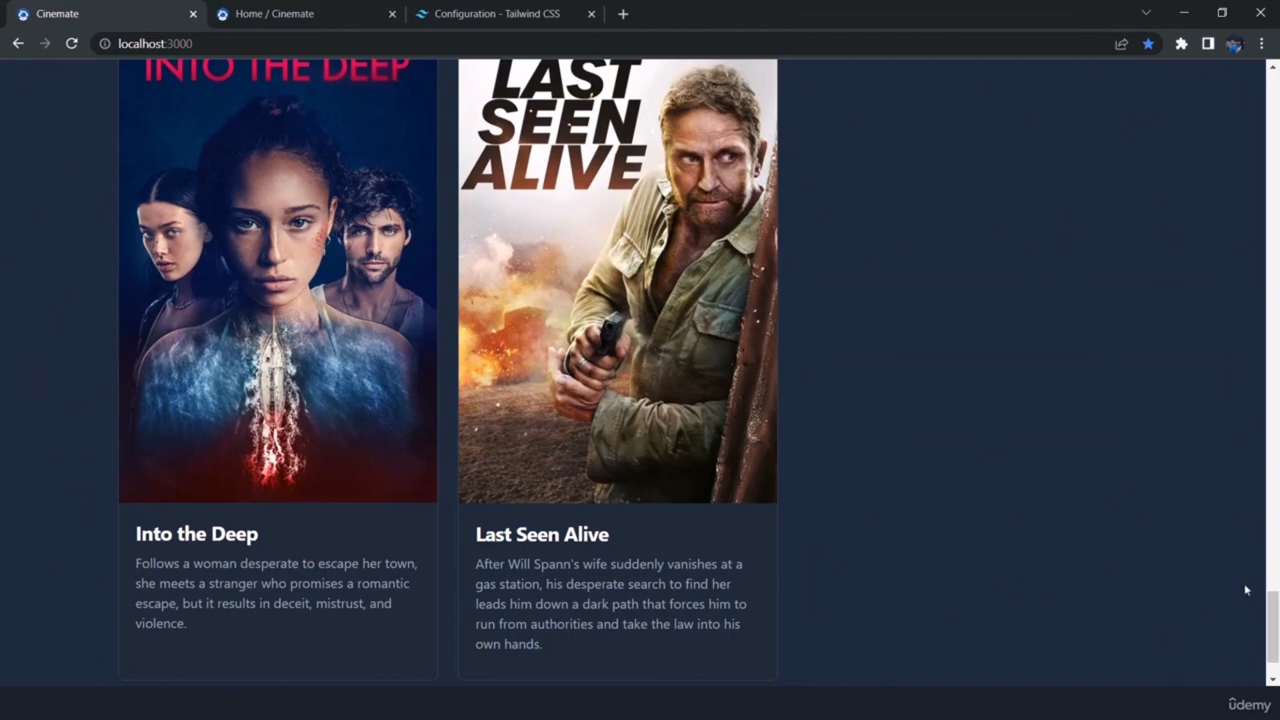 Cinemate
Home / Cinemate
Configuration - Tailwind CSS
localhost:3000
INTO THE DEEP
LAST
SEEN
ALIVE
Into the Deep
Follows a woman desperate to escape her town,
she meets a stranger who promises a romantic
escape, but it results in deceit, mistrust, and
violence.
Last Seen Alive
After Will Spann's wife suddenly vanishes at a
gas station, his desperate search to find her
leads him down a dark path that forces him to
run from authorities and take the law into his
own hands.
ûdemy